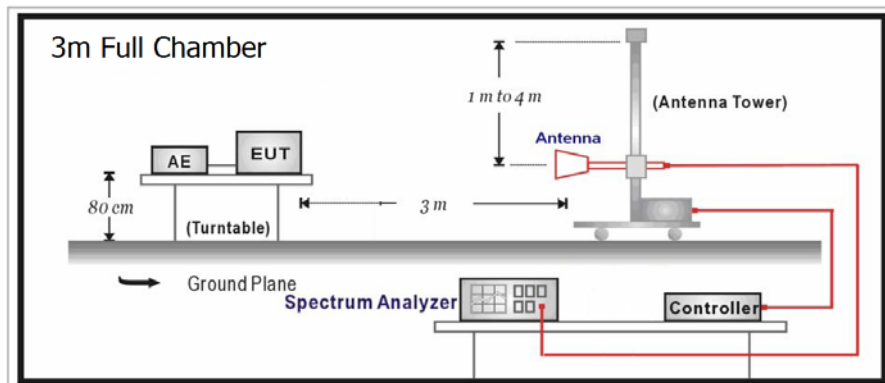 3m Full Chamber
1 m to 4 m
(Antenna Tower)
Antenna
AE
EUT
80 cm
3 m
(Turntable)
Ground Plane
Spectrum Analyzer
Controller